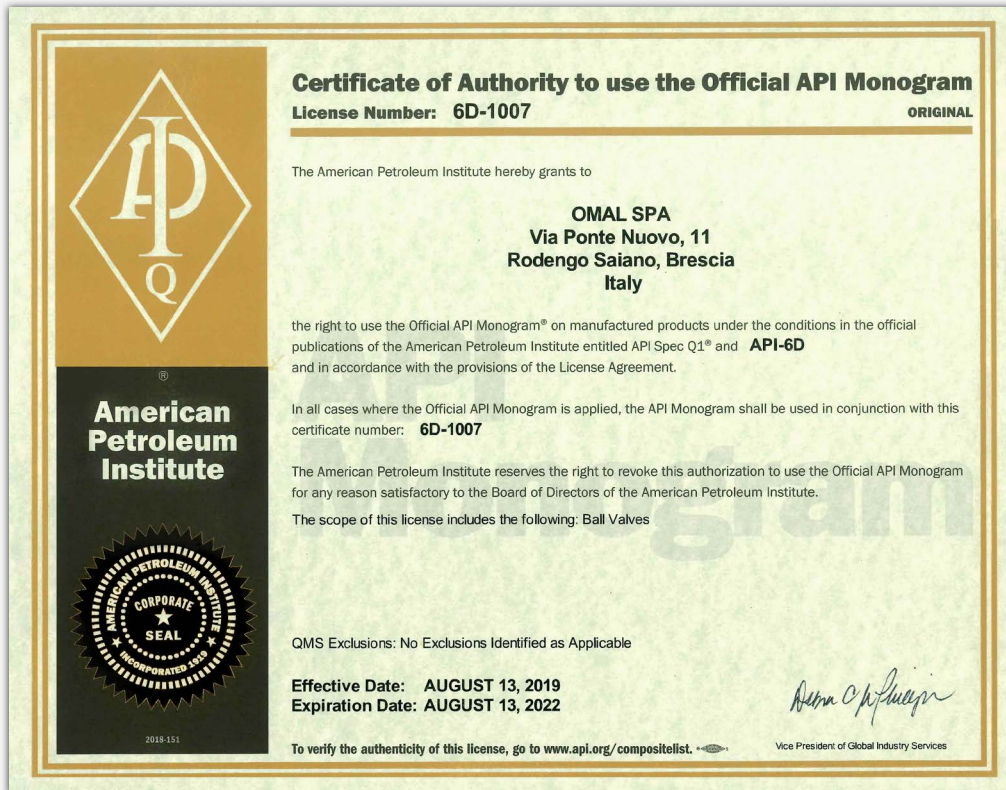 API
Q
®
American
Petroleum
Institute
AMERICAN PETROLEUM INSTITUTE
CORPORATE
SEAL
INCORPORATED 1919
2018-151
Certificate of Authority to use the Official API Monogram
License Number: 6D-1007
ORIGINAL
The American Petroleum Institute hereby grants to
OMAL SPA
Via Ponte Nuovo, 11
Rodengo Saiano, Brescia
Italy
the right to use the Official API Monogram® on manufactured products under the conditions in the official
publications of the American Petroleum Institute entitled API Spec Q1® and API-6D
and in accordance with the provisions of the License Agreement.
In all cases where the Official API Monogram is applied, the API Monogram shall be used in conjunction with this
certificate number: 6D-1007
The American Petroleum Institute reserves the right to revoke this authorization to use the Official API Monogram
for any reason satisfactory to the Board of Directors of the American Petroleum Institute.
The scope of this license includes the following: Ball Valves
API
Monogram
QMS Exclusions: No Exclusions Identified as Applicable
Effective Date: AUGUST 13, 2019
Expiration Date: AUGUST 13, 2022
To verify the authenticity of this license, go to www.api.org/compositelist.
Vice President of Global Industry Services